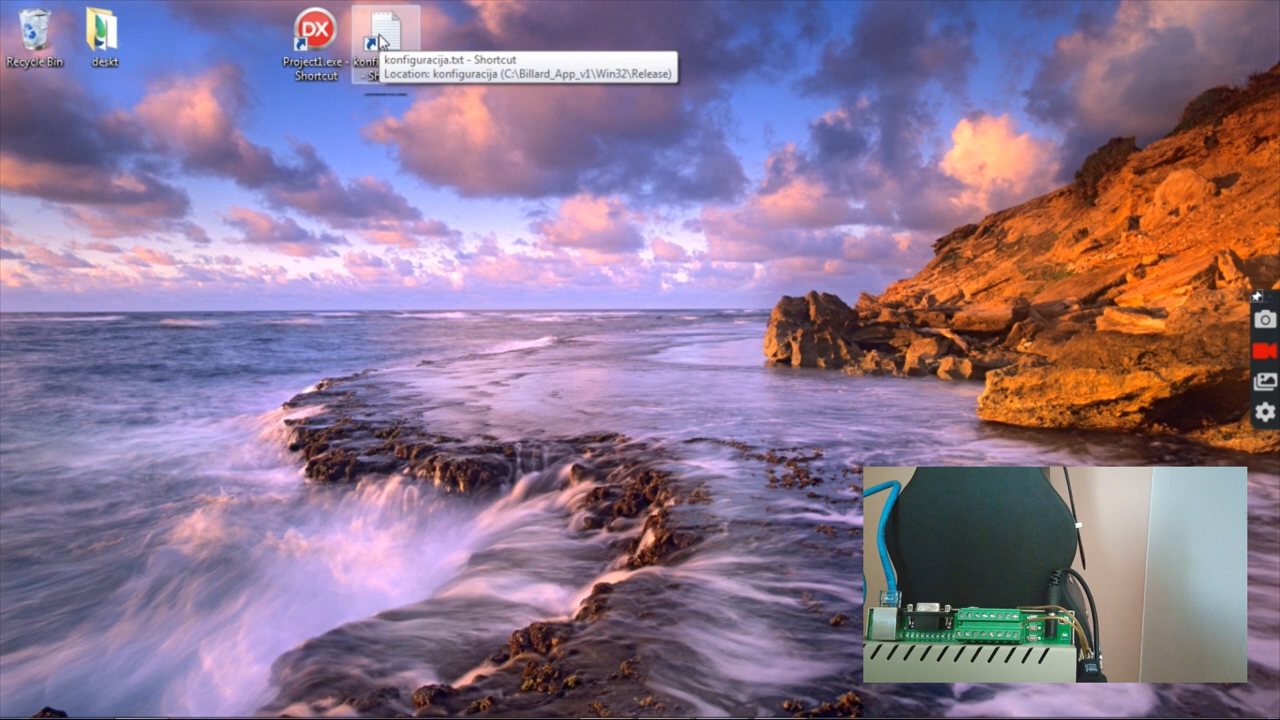 Recycle Bin
deskt
DX
Project1.exe -
Shortcut
konfi
- Sh
konfiguracija.txt - Shortcut
Location: konfiguracija (C:\Billard_App_v1\Win32\Release)